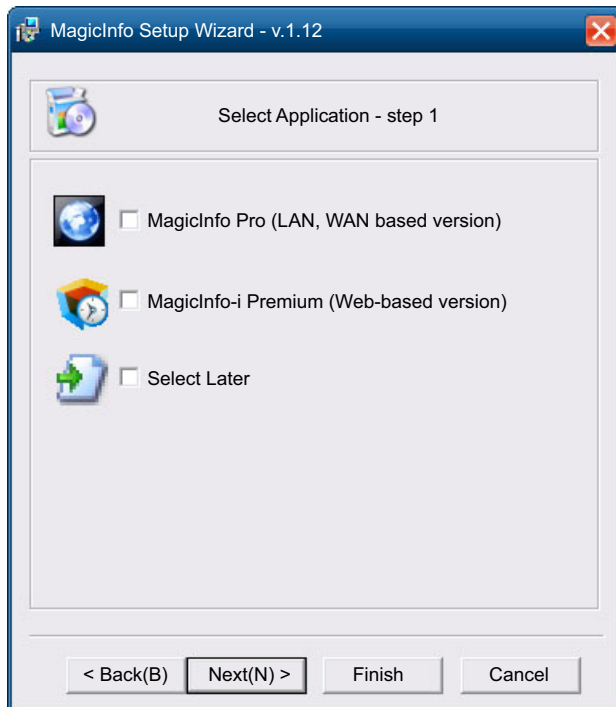 MagicInfo Setup Wizard - v.1.12
Select Application - step 1
MagicInfo Pro (LAN, WAN based version)
MagicInfo-i Premium (Web-based version)
Select Later
< Back(B) Next(N) > Finish Cancel